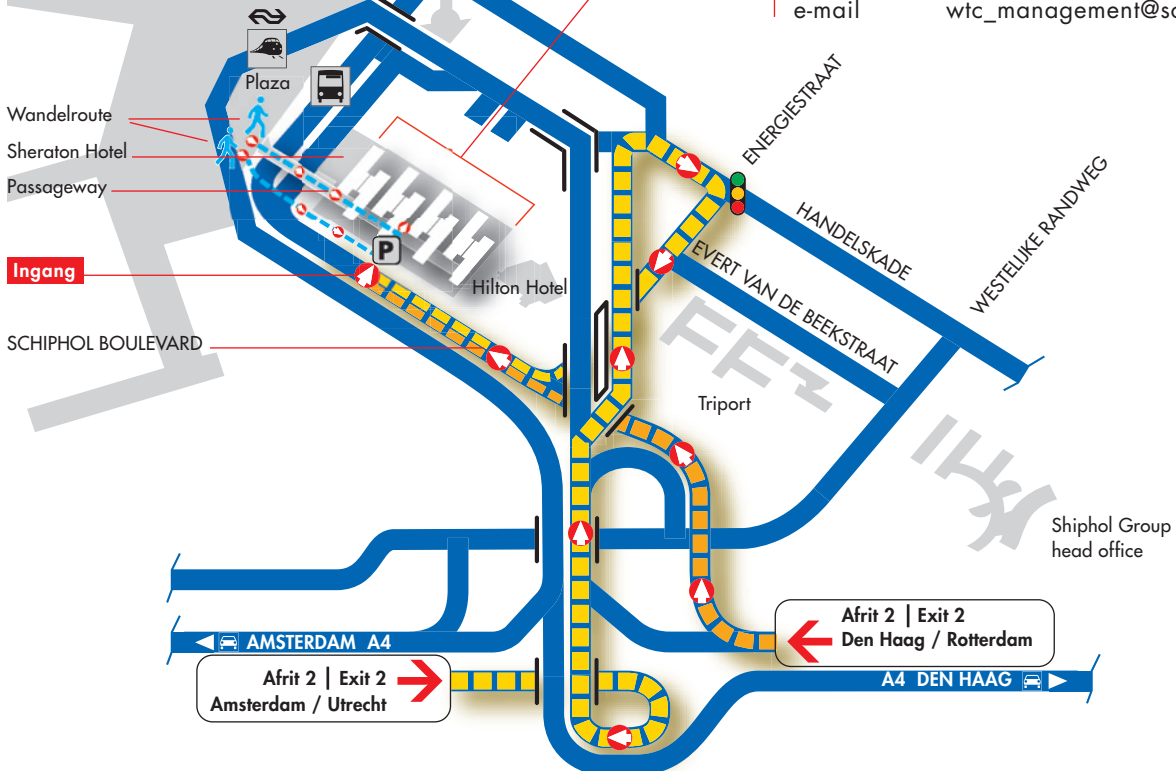 e-mail wtc_management@sc
Plaza
Wandelroute
Sheraton Hotel
Passageway
Ingang
SCHIPHOL BOULEVARD
P
Hilton Hotel
ENERGIESTRAAT
HANDELSKADE
WESTELIJKE RANDWEG
EVERT VAN DE BEEKSTRAAT
Triport
Shiphol Group
head office
Afrit 2 | Exit 2
Den Haag / Rotterdam
AMSTERDAM A4
Afrit 2 | Exit 2
Amsterdam / Utrecht
A4 DEN HAAG